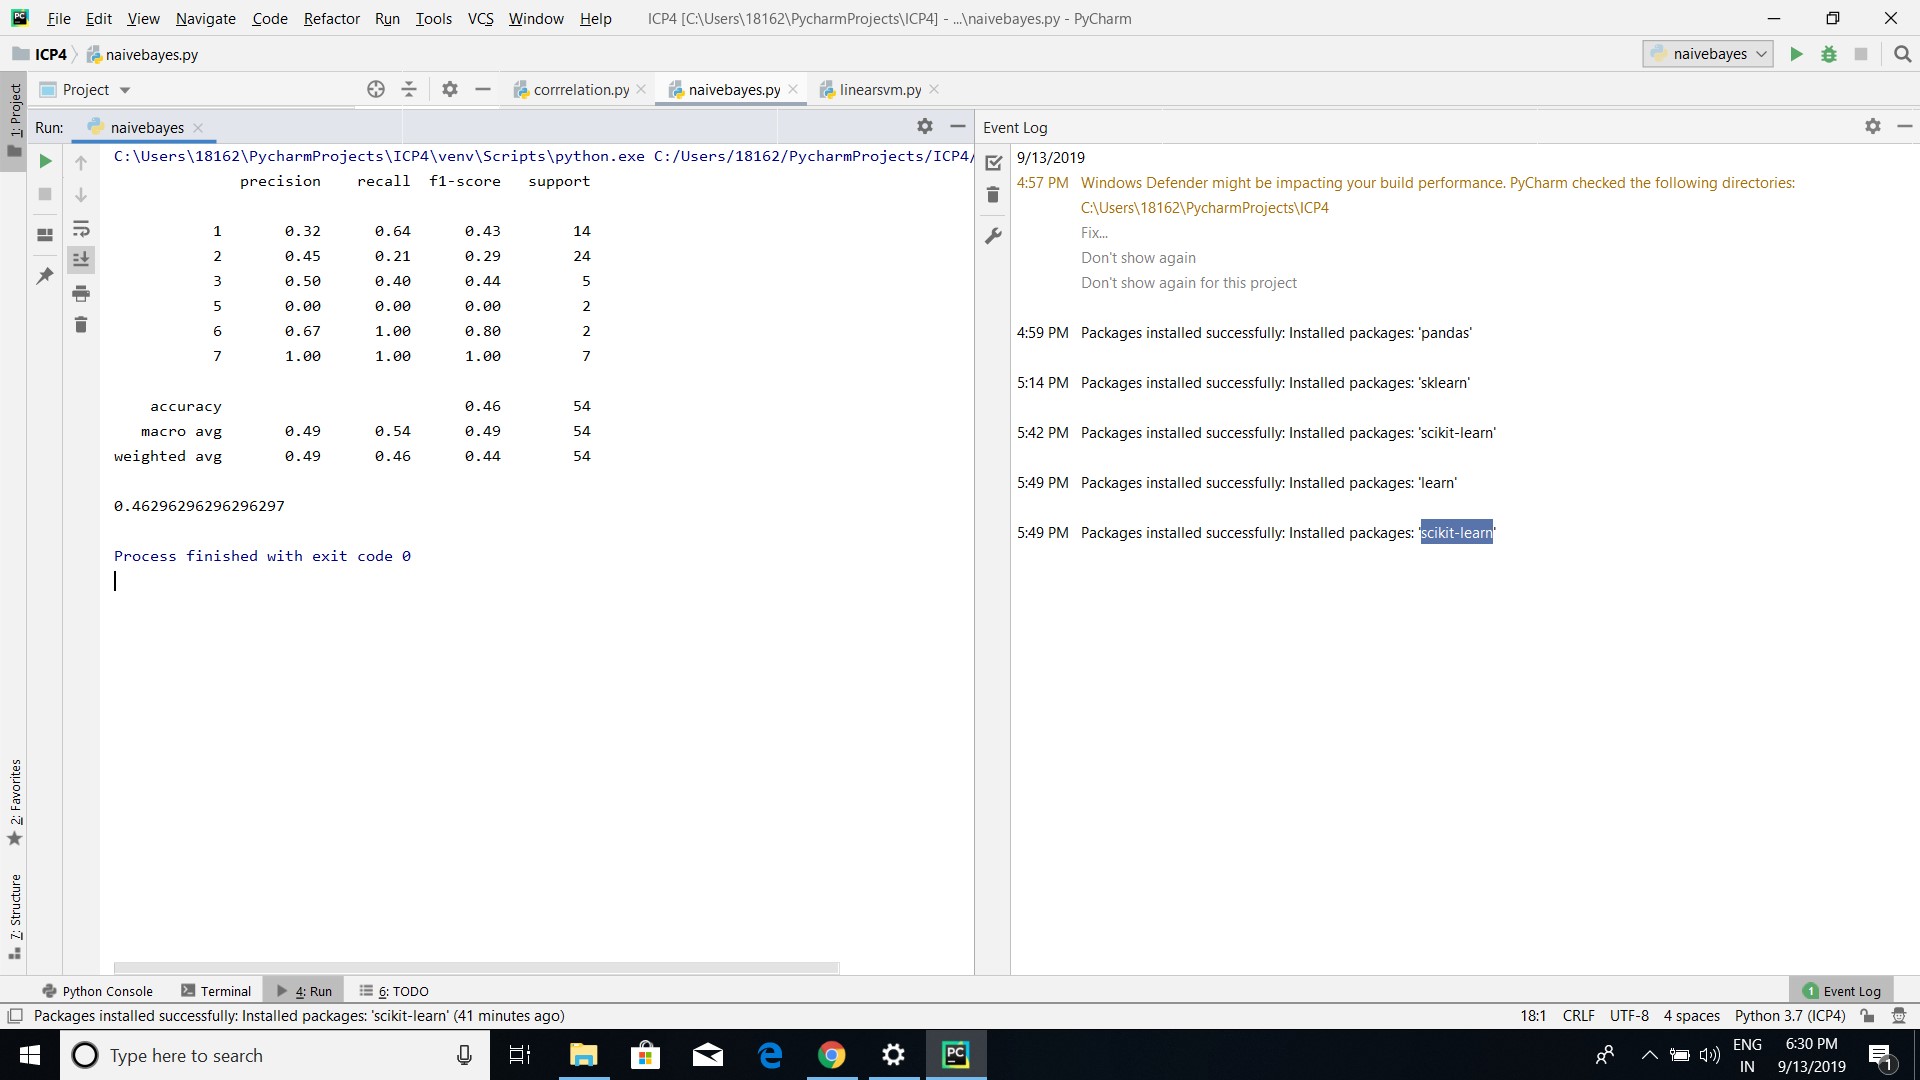 File Edit View Navigate Code Refactor Run Tools VCS Window Help ICP4 [C:\Users\18162\PycharmProjects\ICP4] - ...\naivebayes.py - PyCharm
ICP4 naivebayes.py naivebayes
Project corrrelation.py naivebayes.py linearsvm.py
1: Project
Run: naivebayes
C:\Users\18162\PycharmProjects\ICP4\venv\Scripts\python.exe C:/Users/18162/PycharmProjects/ICP4/
precision recall f1-score support
1 0.32 0.64 0.43 14
2 0.45 0.21 0.29 24
3 0.50 0.40 0.44 5
5 0.00 0.00 0.00 2
6 0.67 1.00 0.80 2
7 1.00 1.00 1.00 7
accuracy 0.46 54
macro avg 0.49 0.54 0.49 54
weighted avg 0.49 0.46 0.44 54
0.46296296296296297
Process finished with exit code 0
Event Log
9/13/2019
4:57 PM Windows Defender might be impacting your build performance. PyCharm checked the following directories:
C:\Users\18162\PycharmProjects\ICP4
Fix...
Don't show again
Don't show again for this project
4:59 PM Packages installed successfully: Installed packages: 'pandas'
5:14 PM Packages installed successfully: Installed packages: 'sklearn'
5:42 PM Packages installed successfully: Installed packages: 'scikit-learn'
5:49 PM Packages installed successfully: Installed packages: 'learn'
5:49 PM Packages installed successfully: Installed packages: 'scikit-learn'
2: Favorites
7: Structure
Python Console Terminal 4: Run 6: TODO 1 Event Log
Packages installed successfully: Installed packages: 'scikit-learn' (41 minutes ago) 18:1 CRLF UTF-8 4 spaces Python 3.7 (ICP4)
Type here to search
PC
ENG
IN
6:30 PM
9/13/2019
1